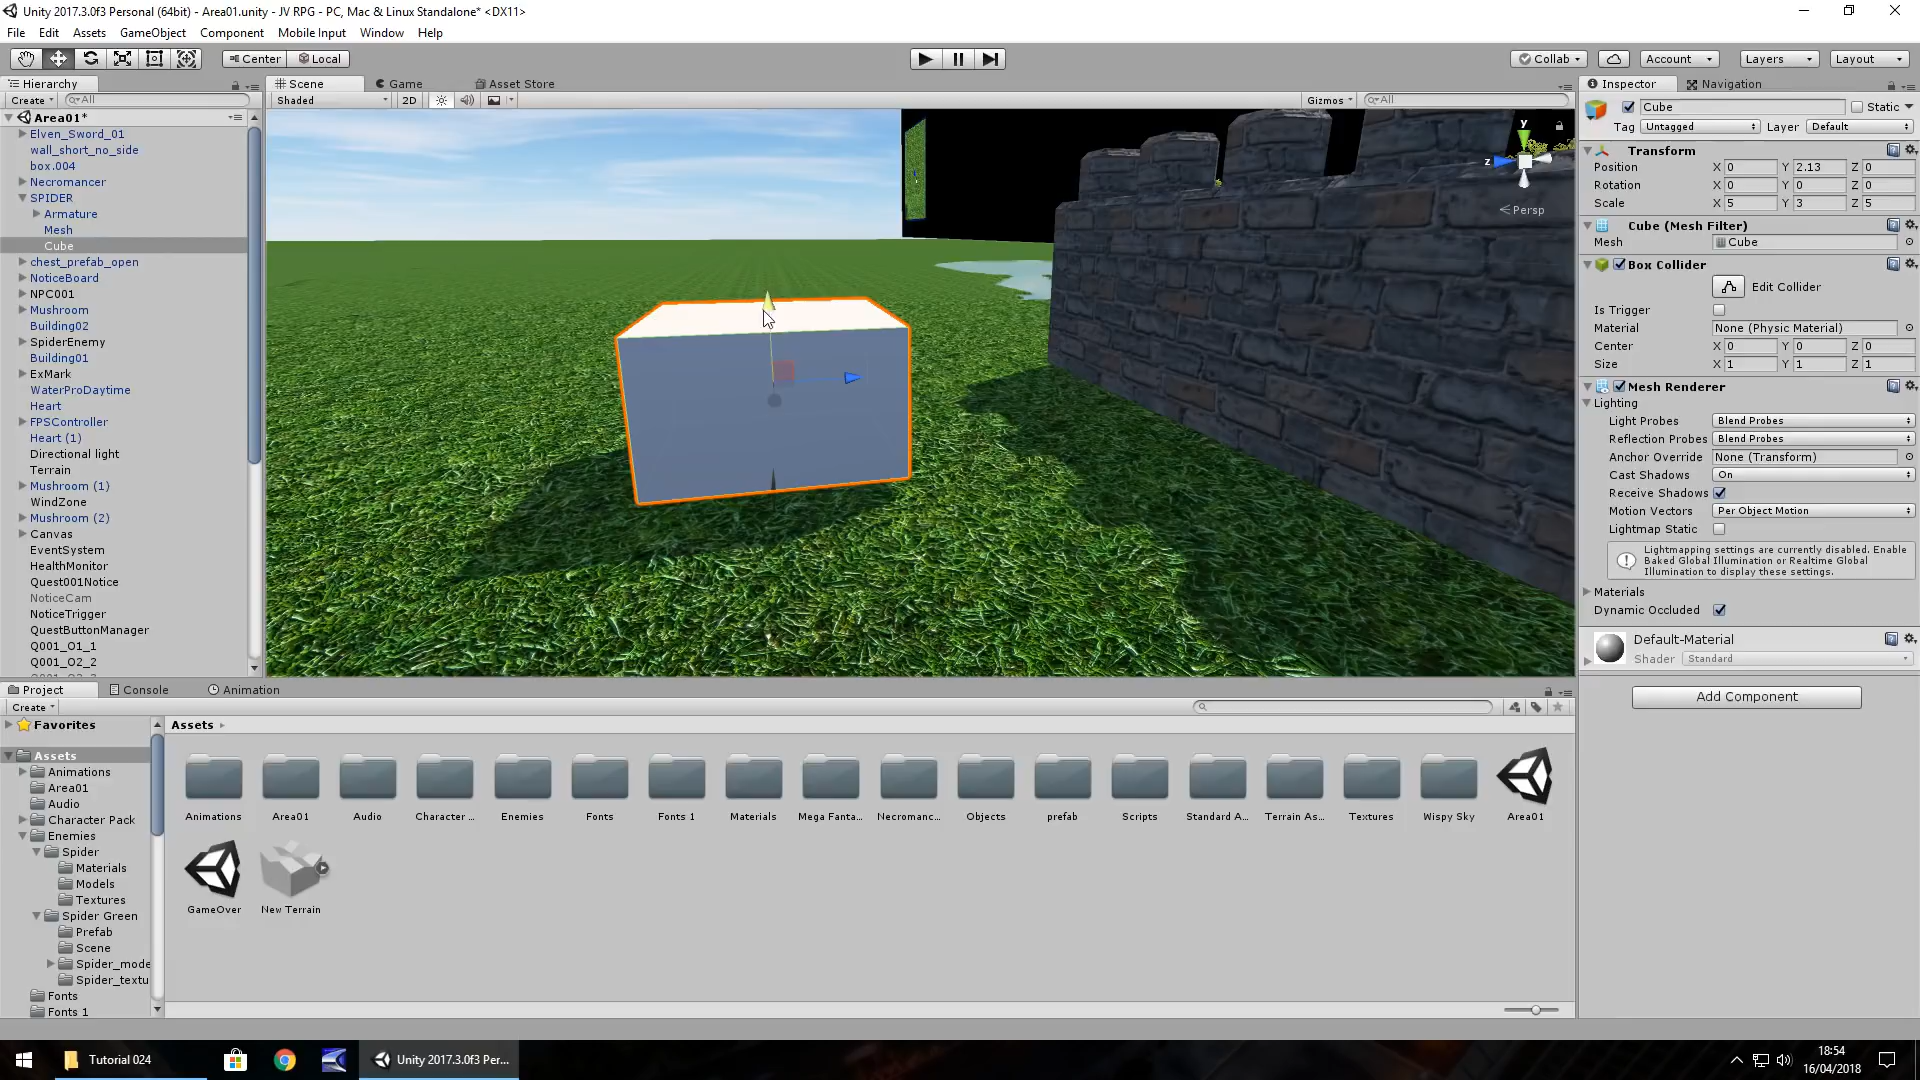 Unity 2017.3.0f3 Personal (64bit) - Area01.unity - JV RPG - PC, Mac & Linux Standalone* <DX11>
File Edit Assets GameObject Component Mobile Input Window Help
Center Local Collab Account Layers Layout
Hierarchy
Create All
Area01*
Elven_Sword_01
wall_short_no_side
box.004
Necromancer
SPIDER
Armature
Mesh
Cube
chest_prefab_open
NoticeBoard
NPC001
Mushroom
Building02
SpiderEnemy
Building01
ExMark
WaterProDaytime
Heart
FPSController
Heart (1)
Directional light
Terrain
Mushroom (1)
WindZone
Mushroom (2)
Canvas
EventSystem
HealthMonitor
Quest001Notice
NoticeCam
NoticeTrigger
QuestButtonManager
Q001_O1_1
Q001_O2_2
Scene Game Asset Store
Shaded 2D Gizmos All
y
z
Persp
Inspector Navigation
Cube Static
Tag Untagged Layer Default
Transform
Position X 0 Y 2.13 Z 0
Rotation X 0 Y 0 Z 0
Scale X 5 Y 3 Z 5
Cube (Mesh Filter)
Mesh Cube
Box Collider
Edit Collider
Is Trigger
Material None (Physic Material)
Center X 0 Y 0 Z 0
Size X 1 Y 1 Z 1
Mesh Renderer
Lighting
Light Probes Blend Probes
Reflection Probes Blend Probes
Anchor Override None (Transform)
Cast Shadows On
Receive Shadows
Motion Vectors Per Object Motion
Lightmap Static
Lightmapping settings are currently disabled. Enable
Baked Global Illumination or Realtime Global
Illumination to display these settings.
Materials
Dynamic Occluded
Default-Material
Shader Standard
Add Component
Project Console Animation
Create
Favorites
Assets
Animations
Area01
Audio
Character Pack
Enemies
Spider
Materials
Models
Textures
Spider Green
Prefab
Scene
Spider_mode
Spider_textu
Fonts
Fonts 1
Assets
Animations Area01 Audio Character ... Enemies Fonts Fonts 1 Materials Mega Fanta... Necromanc... Objects prefab Scripts Standard A... Terrain As... Textures Wispy Sky Area01
GameOver New Terrain
Tutorial 024 Unity 2017.3.0f3 Per...
18:54
16/04/2018